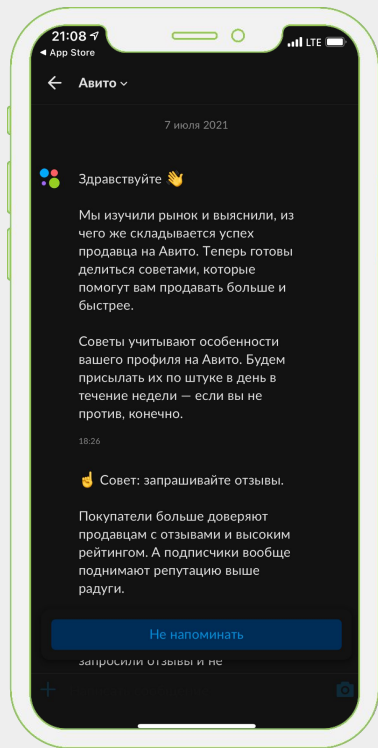 21:08
App Store
LTE
Авито
7 июля 2021
Здравствуйте 👋
Мы изучили рынок и выяснили, из
чего же складывается успех
продавца на Авито. Теперь готовы
делиться советами, которые
помогут вам продавать больше и
быстрее.
Советы учитывают особенности
вашего профиля на Авито. Будем
присылать их по штуке в день в
течение недели — если вы не
против, конечно.
18:26
☝️ Совет: запрашивайте отзывы.
Покупатели больше доверяют
продавцам с отзывами и высоким
рейтингом. А подписчики вообще
поднимают репутацию выше
радуги.
Не напоминать
запросили отзывы и не